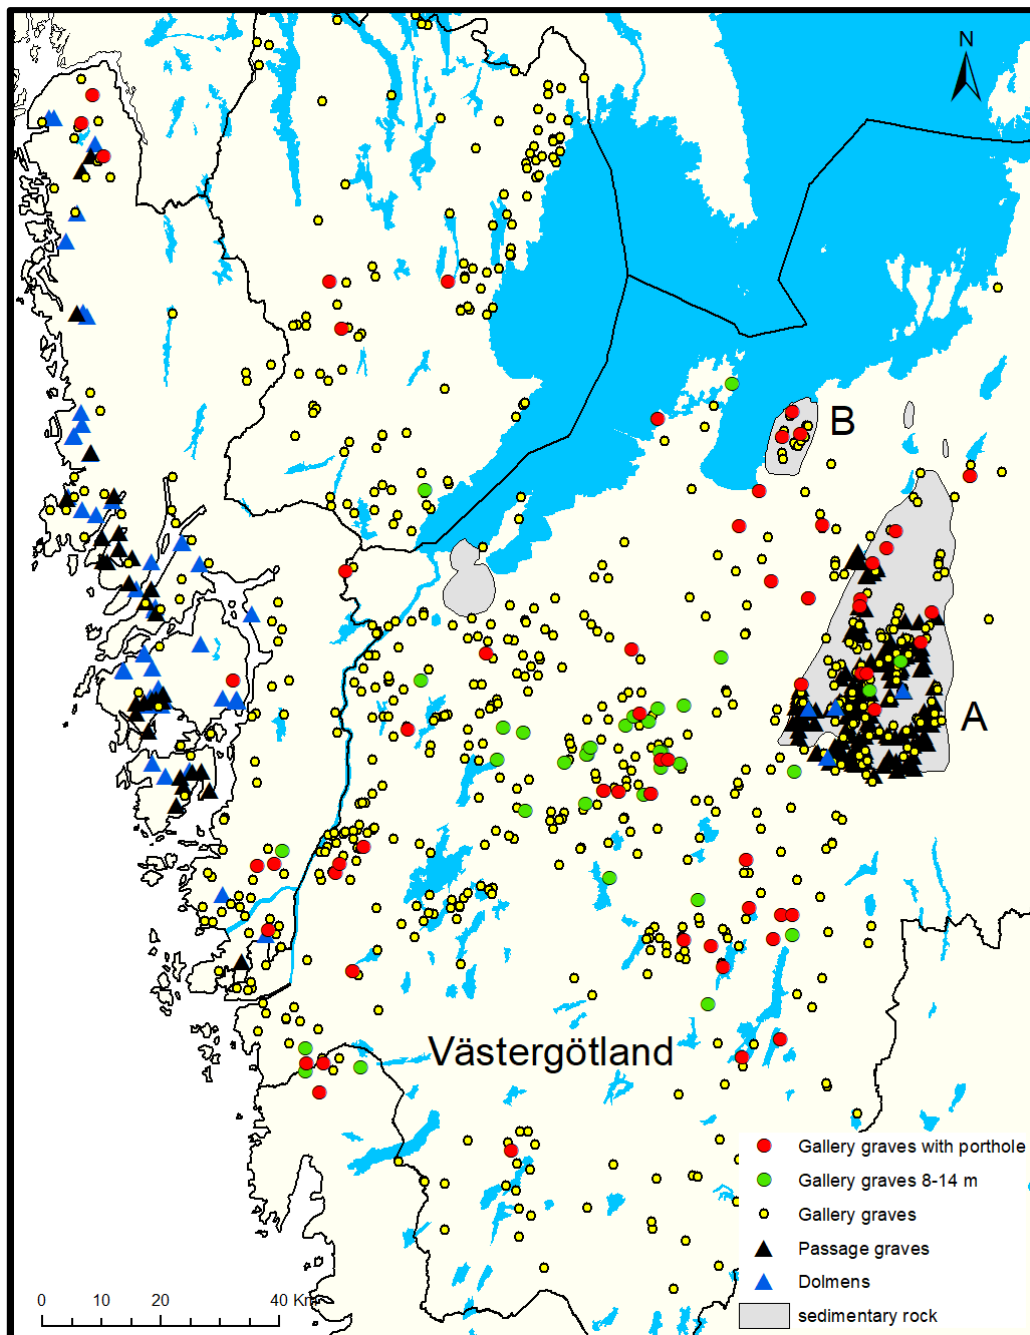 N
B
A
Västergötland
Gallery graves with porthole
Gallery graves 8-14 m
Gallery graves
Passage graves
Dolmens
sedimentary rock
0 10 20 40 Km